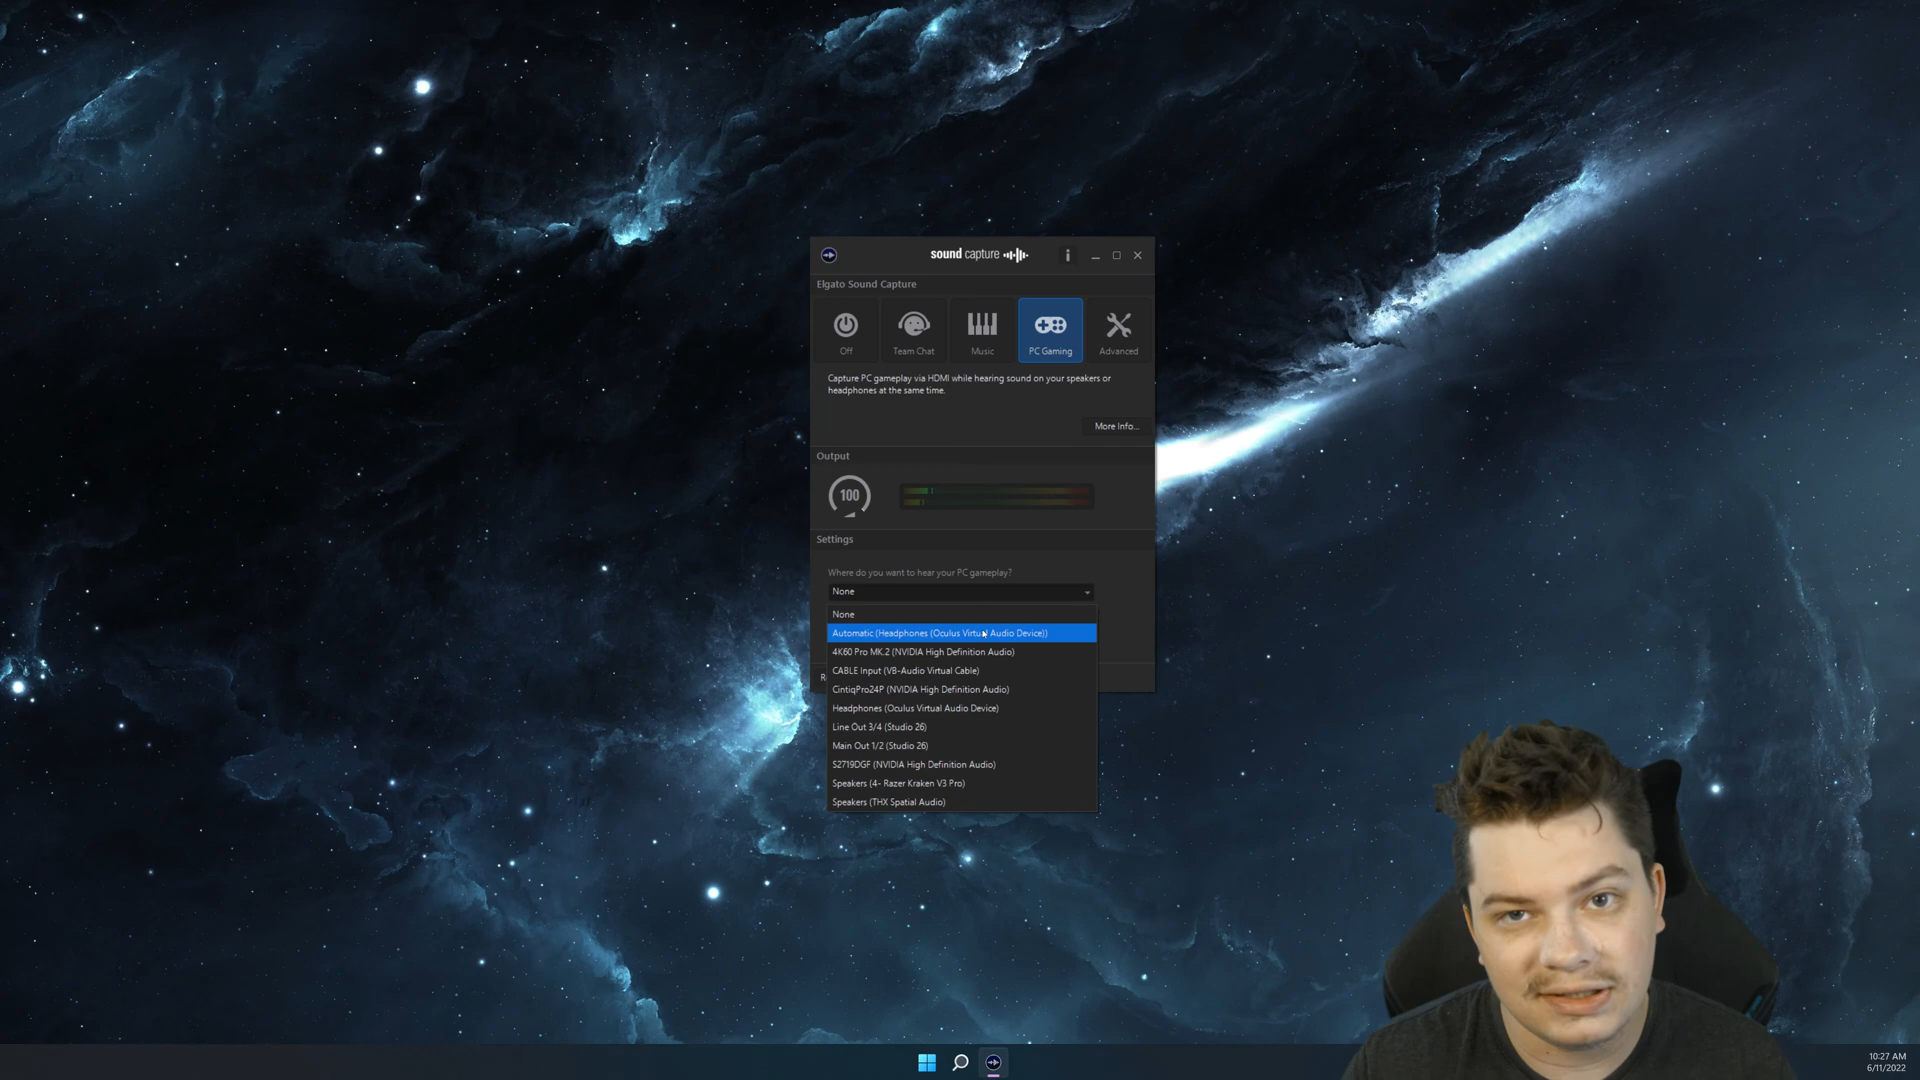 sound capture
i
Elgato Sound Capture
Off
Team Chat
Music
PC Gaming
Advanced
Capture PC gameplay via HDMI while hearing sound on your speakers or
headphones at the same time.
More Info...
Output
100
Settings
Where do you want to hear your PC gameplay?
None
None
Automatic (Headphones (Oculus Virtual Audio Device))
4K60 Pro MK.2 (NVIDIA High Definition Audio)
CABLE Input (VB-Audio Virtual Cable)
CintiqPro24P (NVIDIA High Definition Audio)
Headphones (Oculus Virtual Audio Device)
Line Out 3/4 (Studio 26)
Main Out 1/2 (Studio 26)
S2719DGF (NVIDIA High Definition Audio)
Speakers (4- Razer Kraken V3 Pro)
Speakers (THX Spatial Audio)
10:27 AM
6/11/2022